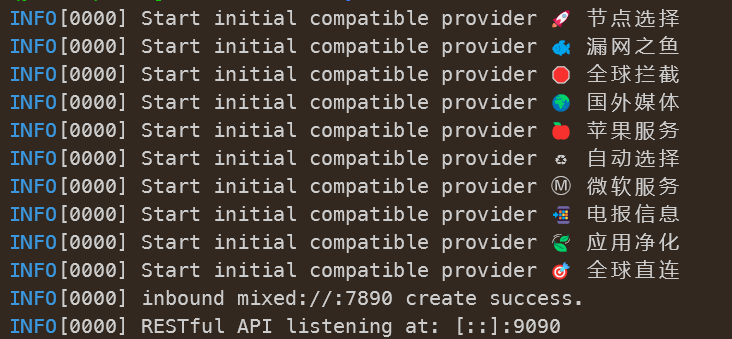 INFO[0000] Start initial compatible provider 🚀 节点选择
INFO[0000] Start initial compatible provider 🐟 漏网之鱼
INFO[0000] Start initial compatible provider 🛑 全球拦截
INFO[0000] Start initial compatible provider 🌍 国外媒体
INFO[0000] Start initial compatible provider 🍎 苹果服务
INFO[0000] Start initial compatible provider ♻ 自动选择
INFO[0000] Start initial compatible provider Ⓜ 微软服务
INFO[0000] Start initial compatible provider 📲 电报信息
INFO[0000] Start initial compatible provider 🍃 应用净化
INFO[0000] Start initial compatible provider 🎯 全球直连
INFO[0000] inbound mixed://:7890 create success.
INFO[0000] RESTful API listening at: [::]:9090